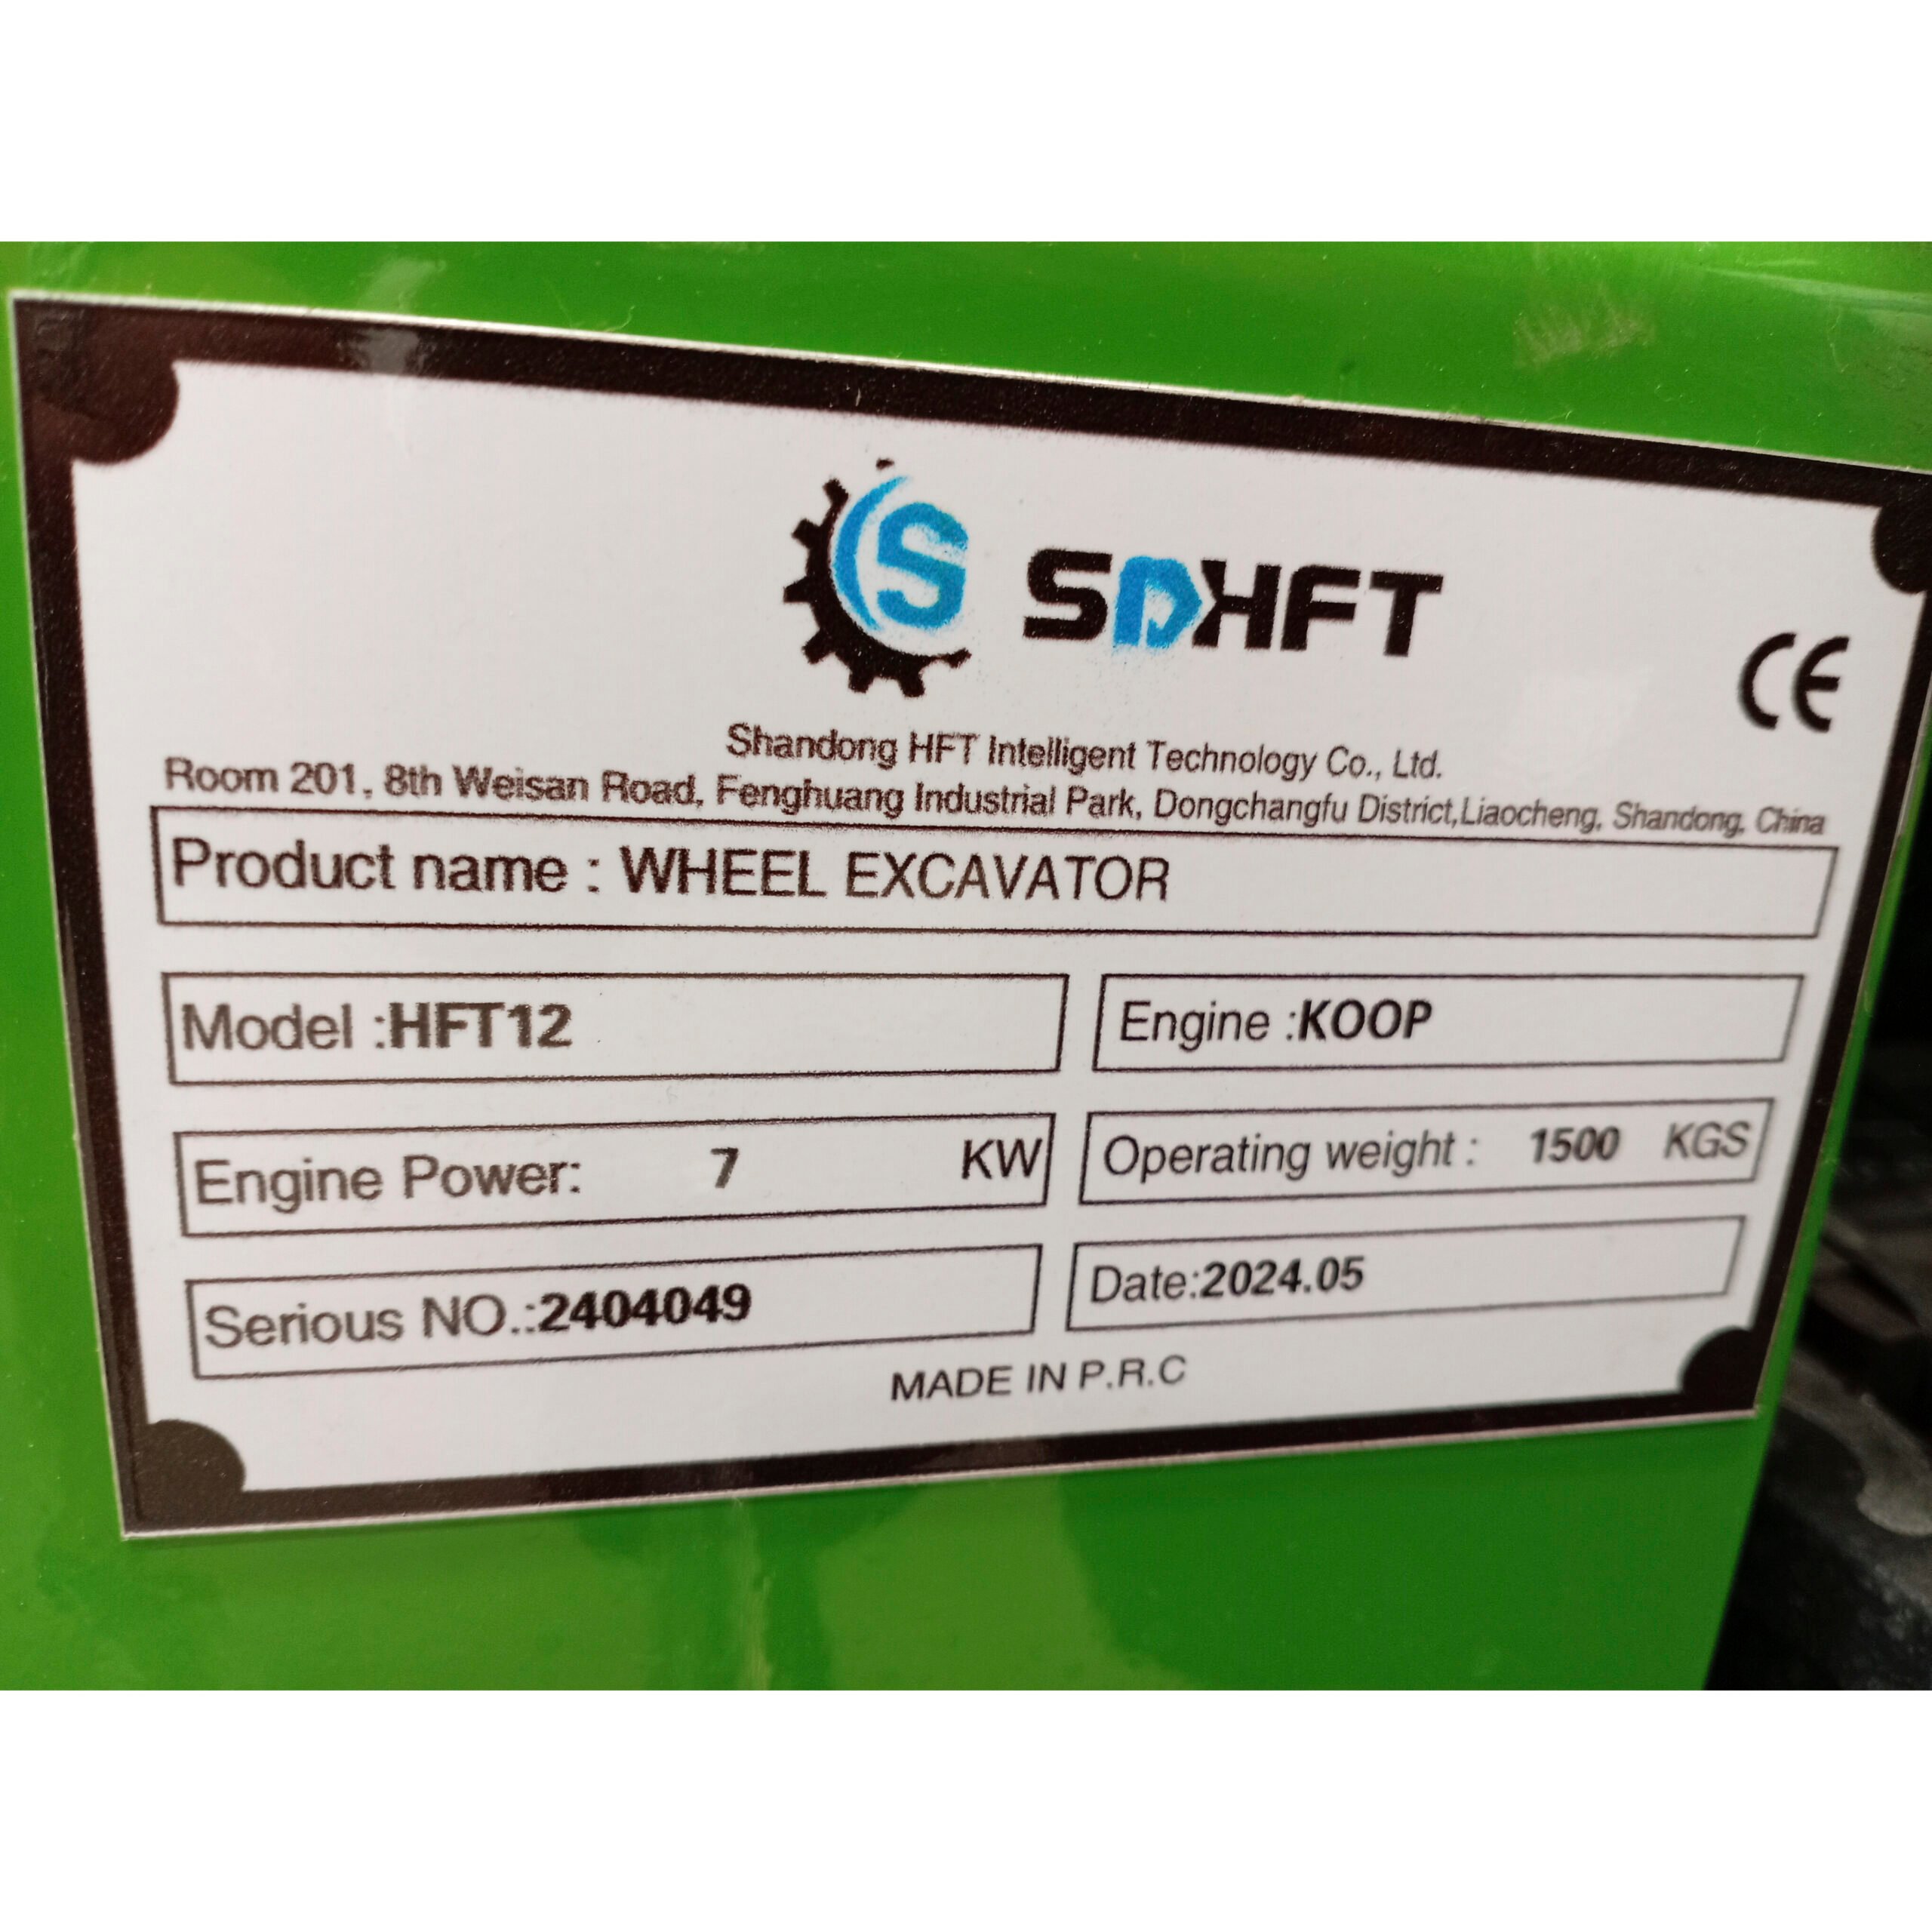 S SDHFT
CE
Shandong HFT Intelligent Technology Co., Ltd.
Room 201, 8th Weisan Road, Fenghuang Industrial Park, Dongchangfu District,Liaocheng, Shandong, China
Product name : WHEEL EXCAVATOR
Model :HFT12
Engine :KOOP
Engine Power: 7 KW
Operating weight : 1500 KGS
Serious NO.:2404049
Date:2024.05
MADE IN P.R.C